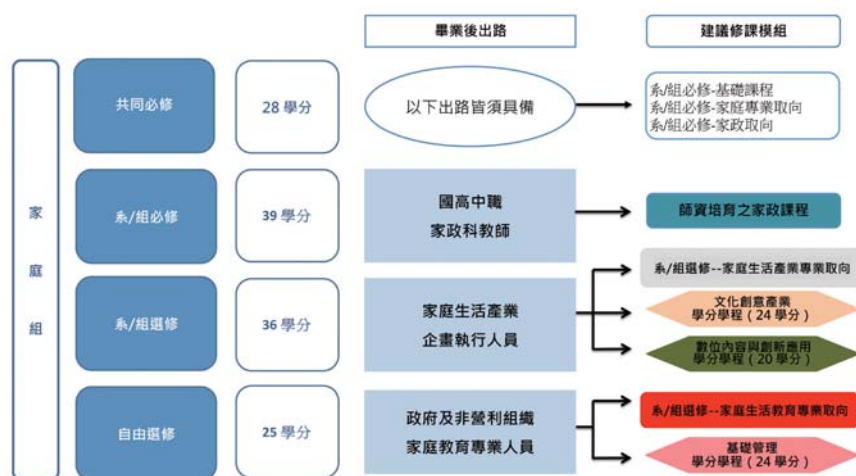 畢業後出路
建議修課模組
家庭組
共同必修
28 學分
以下出路皆須具備
系/組必修-基礎課程
系/組必修-家庭專業取向
系/組必修-家政取向
系/組必修
39 學分
國高中職
家政科教師
師資培育之家政課程
系/組選修
36 學分
家庭生活產業
企畫執行人員
系/組選修--家庭生活產業專業取向
文化創意產業
學分學程(24 學分)
數位內容與創新應用
學分學程(20 學分)
自由選修
25 學分
政府及非營利組織
家庭教育專業人員
系/組選修--家庭生活教育專業取向
基礎管理
學分學程(24 學分)